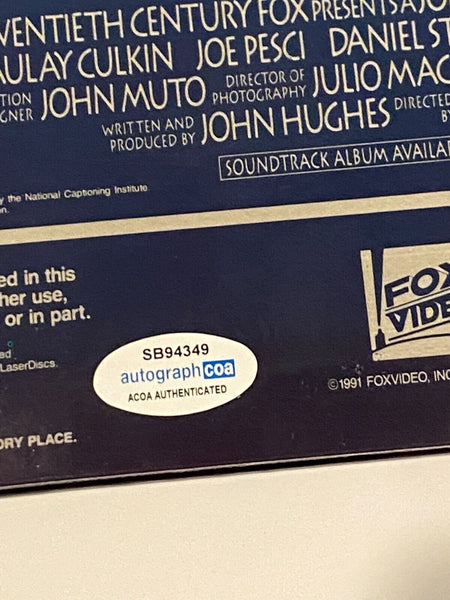 WENTIETH CENTURY FOX PRESENTS A JO
AULAY CULKIN JOE PESCI DANIEL ST
TION
GNER JOHN MUTO DIRECTOR OF
PHOTOGRAPHY JULIO MAC
WRITTEN AND
PRODUCED BY JOHN HUGHES DIRECTED
BY
SOUNDTRACK ALBUM AVAILA
y the National Captioning Institute.
n.
ed in this
her use,
or in part.
ed
LaserDiscs.
ORY PLACE.
SB94349
autograph coa
ACOA AUTHENTICATED
FOX
VIDE
©1991 FOXVIDEO, INC